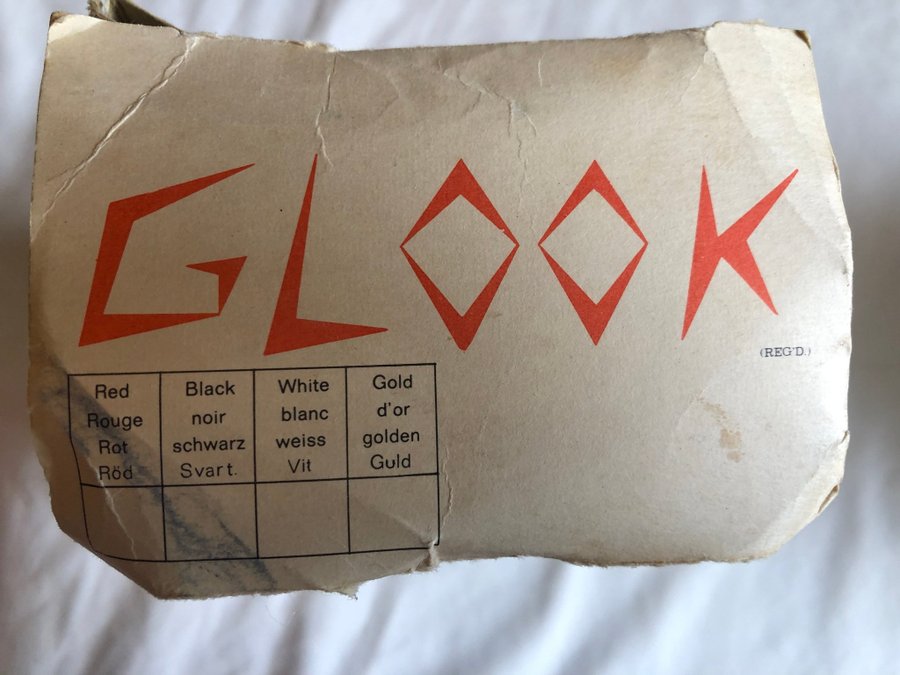 GLOOK
(REG'D.)
Red
Rouge
Rot
Röd
Black
noir
schwarz
Svart.
White
blanc
weiss
Vit
Gold
d'or
golden
Guld